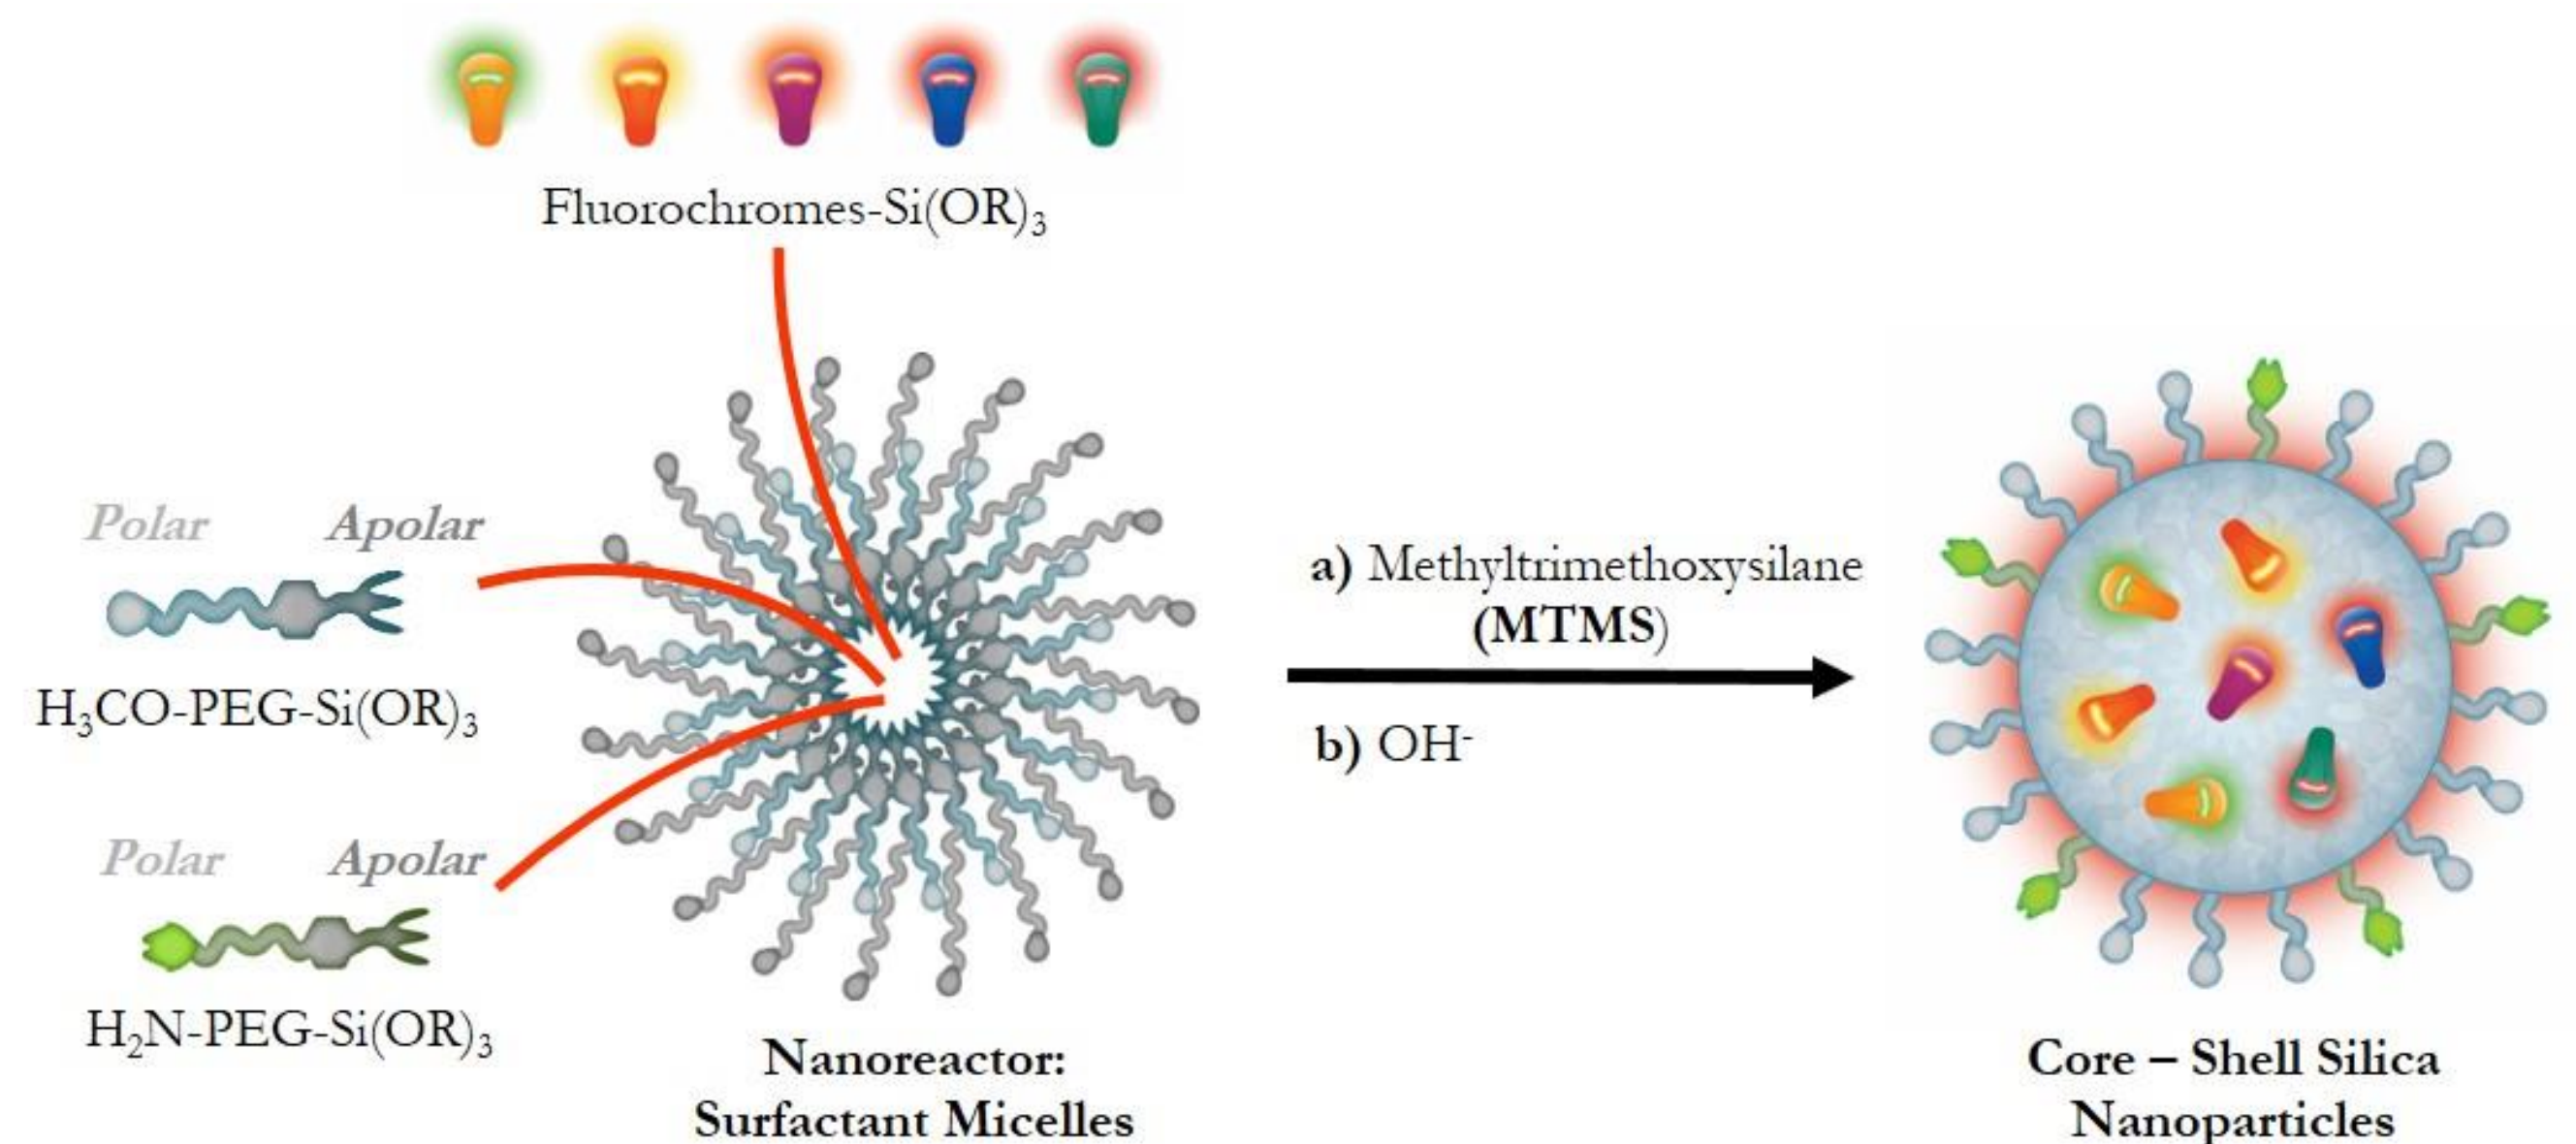 Fluorochromes-Si(OR)₃
Polar Apolar
H₃CO-PEG-Si(OR)₃
Polar Apolar
H₂N-PEG-Si(OR)₃
Nanoreactor:
Surfactant Micelles
a) Methyltrimethoxysilane
(MTMS)
b) OH⁻
Core – Shell Silica
Nanoparticles